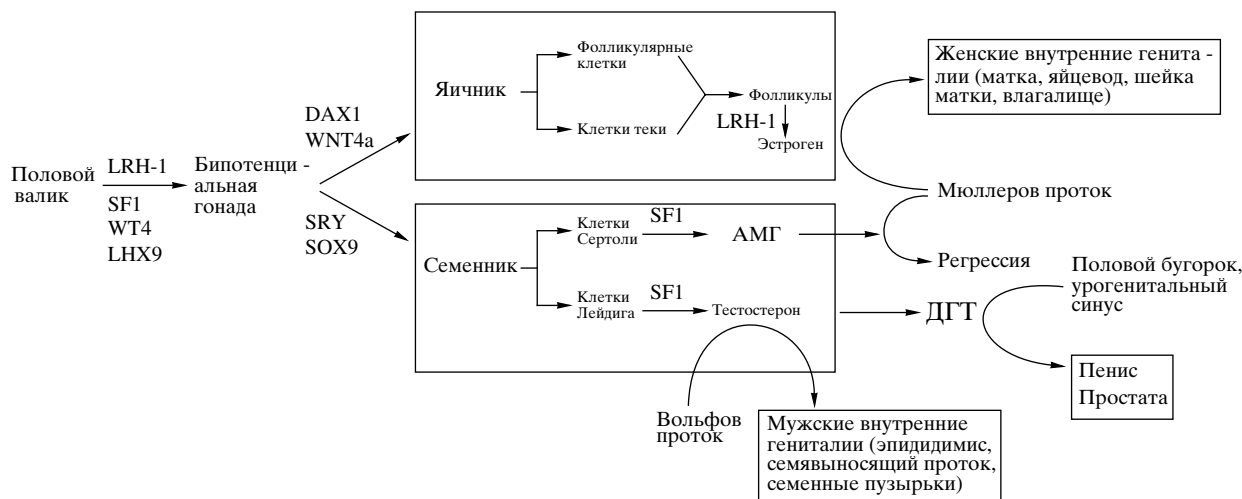 Половой
валик
LRH-1
SF1
WT4
LHX9
Бипотенци -
альная
гонада
DAX1
WNT4a
SRY
SOX9
Яичник
Фолликулярные
клетки
Клетки теки
Фолликулы
LRH-1
Эстроген
Семенник
Клетки
Сертоли
SF1
АМГ
Клетки
Лейдига
SF1
Тестостерон
Вольфов
проток
Мужские внутренние
гениталии (эпидидимис,
семявыносящий проток,
семенные пузырьки)
Женские внутренние генита -
лии (матка, яйцевод, шейка
матки, влагалище)
Мюллеров проток
Регрессия
ДГТ
Половой бугорок,
урогенитальный
синус
Пенис
Простата